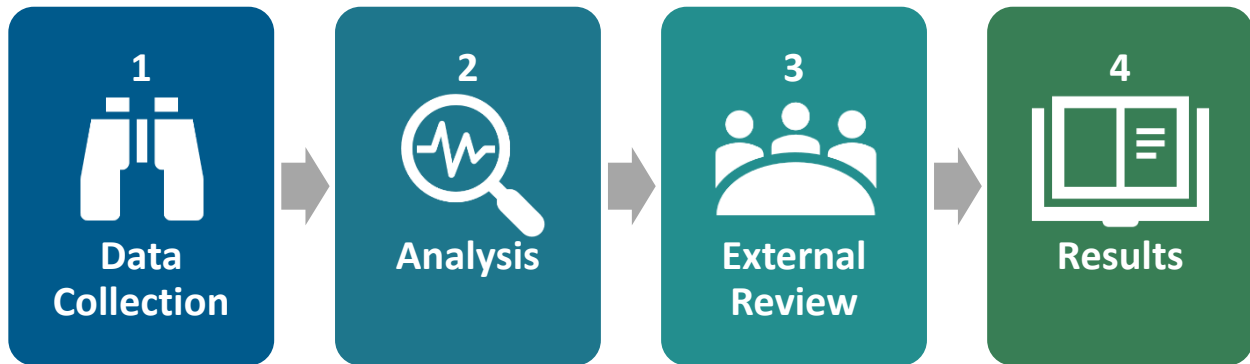 1
Data
Collection
2
Analysis
3
External
Review
4
Results